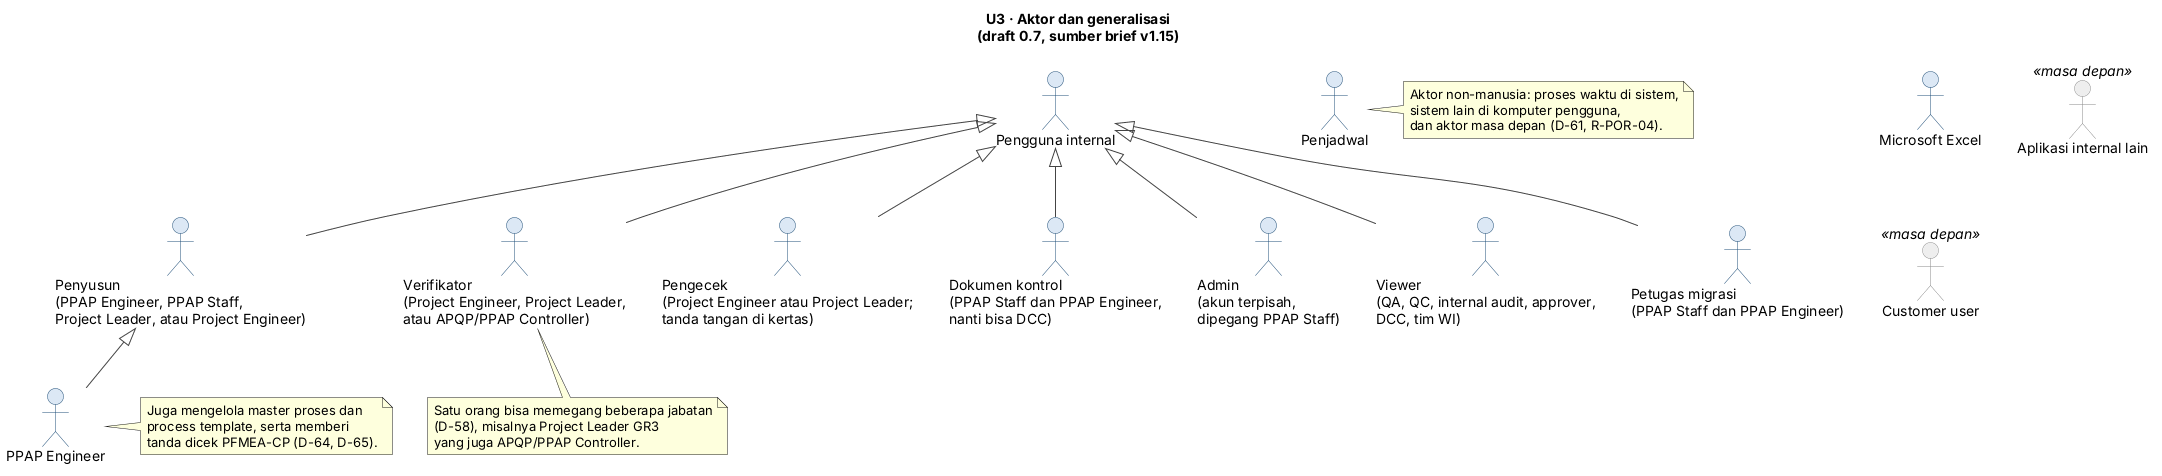 U3 · Aktor dan generalisasi
(draft 0.7, sumber brief v1.15)
Pengguna internal
Penjadwal
Aktor non-manusia: proses waktu di sistem,
sistem lain di komputer pengguna,
dan aktor masa depan (D-61, R-POR-04).
Microsoft Excel
«masa depan»
Aplikasi internal lain
Penyusun
(PPAP Engineer, PPAP Staff,
Project Leader, atau Project Engineer)
Verifikator
(Project Engineer, Project Leader,
atau APQP/PPAP Controller)
Pengecek
(Project Engineer atau Project Leader;
tanda tangan di kertas)
Dokumen kontrol
(PPAP Staff dan PPAP Engineer,
nanti bisa DCC)
Admin
(akun terpisah,
dipegang PPAP Staff)
Viewer
(QA, QC, internal audit, approver,
DCC, tim WI)
Petugas migrasi
(PPAP Staff dan PPAP Engineer)
«masa depan»
Customer user
PPAP Engineer
Juga mengelola master proses dan
process template, serta memberi
tanda dicek PFMEA-CP (D-64, D-65).
Satu orang bisa memegang beberapa jabatan
(D-58), misalnya Project Leader GR3
yang juga APQP/PPAP Controller.